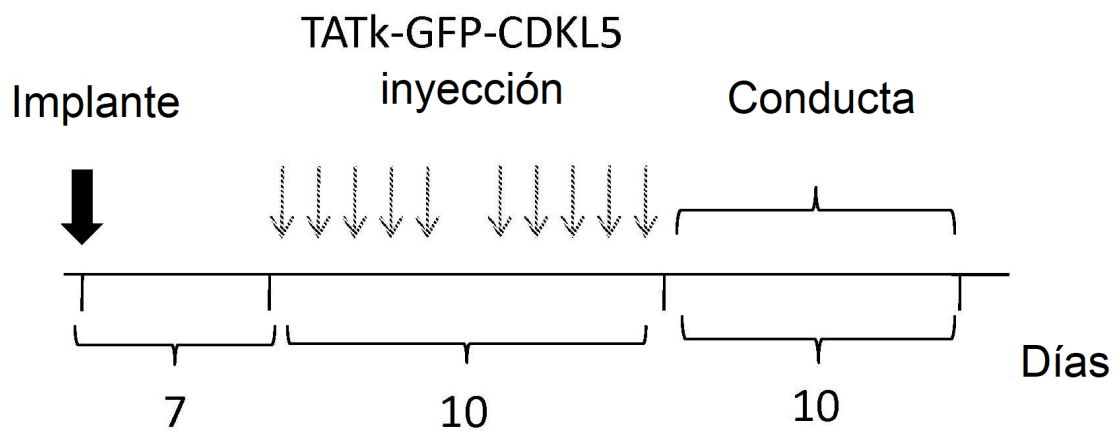 TATk-GFP-CDKL5
inyección
Implante
Conducta
7
10
10
Días